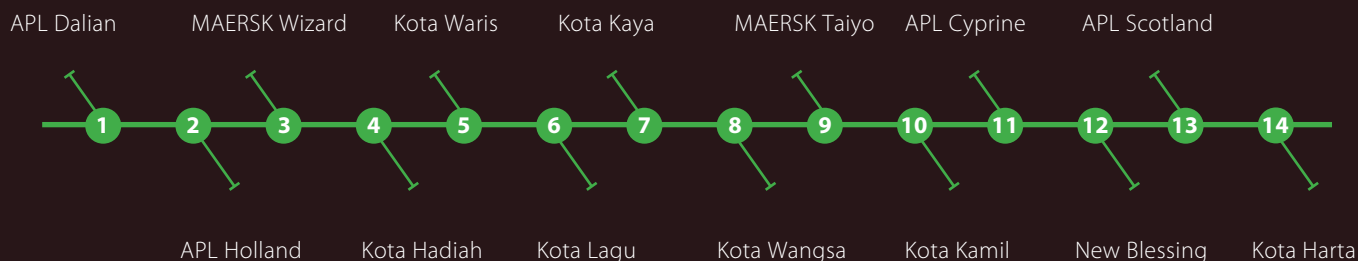 APL Dalian MAERSK Wizard Kota Waris Kota Kaya MAERSK Taiyo APL Cyprine APL Scotland
1 2 3 4 5 6 7 8 9 10 11 12 13 14
APL Holland Kota Hadiah Kota Lagu Kota Wangsa Kota Kamil New Blessing Kota Harta